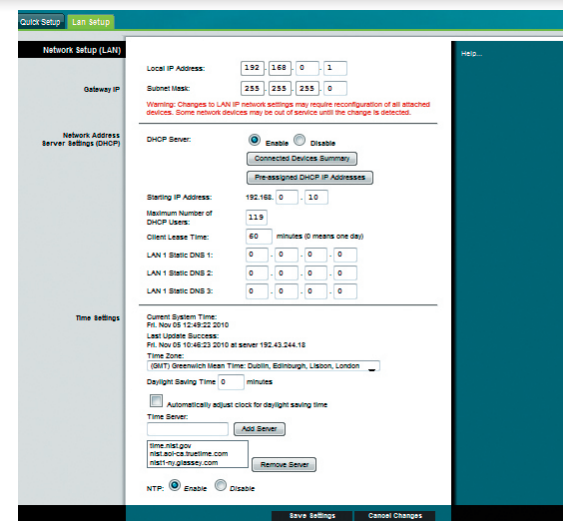 Quick Setup Lan Setup
Network Setup (LAN)
Help...
Gateway IP
Local IP Address: 192 . 168 . 0 . 1
Subnet Mask: 255 . 255 . 255 . 0
Warning: Changes to LAN IP network settings may require reconfiguration of all attached
devices. Some network devices may be out of service until the change is detected.
Network Address
Server Settings (DHCP)
DHCP Server: Enable Disable
Connected Devices Summary
Pre-assigned DHCP IP Addresses
Starting IP Address: 192.168. 0 . 10
Maximum Number of
DHCP Users: 119
Client Lease Time: 60 minutes (0 means one day)
LAN 1 Static DNS 1: 0 . 0 . 0 . 0
LAN 1 Static DNS 2: 0 . 0 . 0 . 0
LAN 1 Static DNS 3: 0 . 0 . 0 . 0
Time Settings
Current System Time:
Fri. Nov 05 12:49:22 2010
Last Update Success:
Fri. Nov 05 10:46:23 2010 at server 192.43.244.18
Time Zone:
(GMT) Greenwich Mean Time: Dublin, Edinburgh, Lisbon, London
Daylight Saving Time 0 minutes
Automatically adjust clock for daylight saving time
Time Server:
Add Server
time.nist.gov
nist.aol-ca.truetime.com
nist1-ny.glassey.com
Remove Server
NTP: Enable Disable
Save Settings Cancel Changes